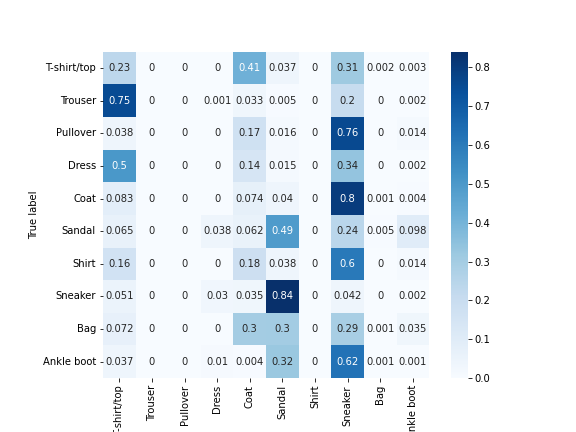 T-shirt/top 0.23 0 0 0 0.41 0.037 0 0.31 0.002 0.003
Trouser 0.75 0 0 0.001 0.033 0.005 0 0.2 0 0.002
Pullover 0.038 0 0 0 0.17 0.016 0 0.76 0 0.014
Dress 0.5 0 0 0 0.14 0.015 0 0.34 0 0.002
Coat 0.083 0 0 0 0.074 0.04 0 0.8 0.001 0.004
Sandal 0.065 0 0 0.038 0.062 0.49 0 0.24 0.005 0.098
Shirt 0.16 0 0 0 0.18 0.038 0 0.6 0 0.014
Sneaker 0.051 0 0 0.03 0.035 0.84 0 0.042 0 0.002
Bag 0.072 0 0 0 0.3 0.3 0 0.29 0.001 0.035
Ankle boot 0.037 0 0 0.01 0.004 0.32 0 0.62 0.001 0.001
True label
-shirt/top Trouser Pullover Dress Coat Sandal Shirt Sneaker Bag nkle boot
0.8
0.7
0.6
0.5
0.4
0.3
0.2
0.1
0.0